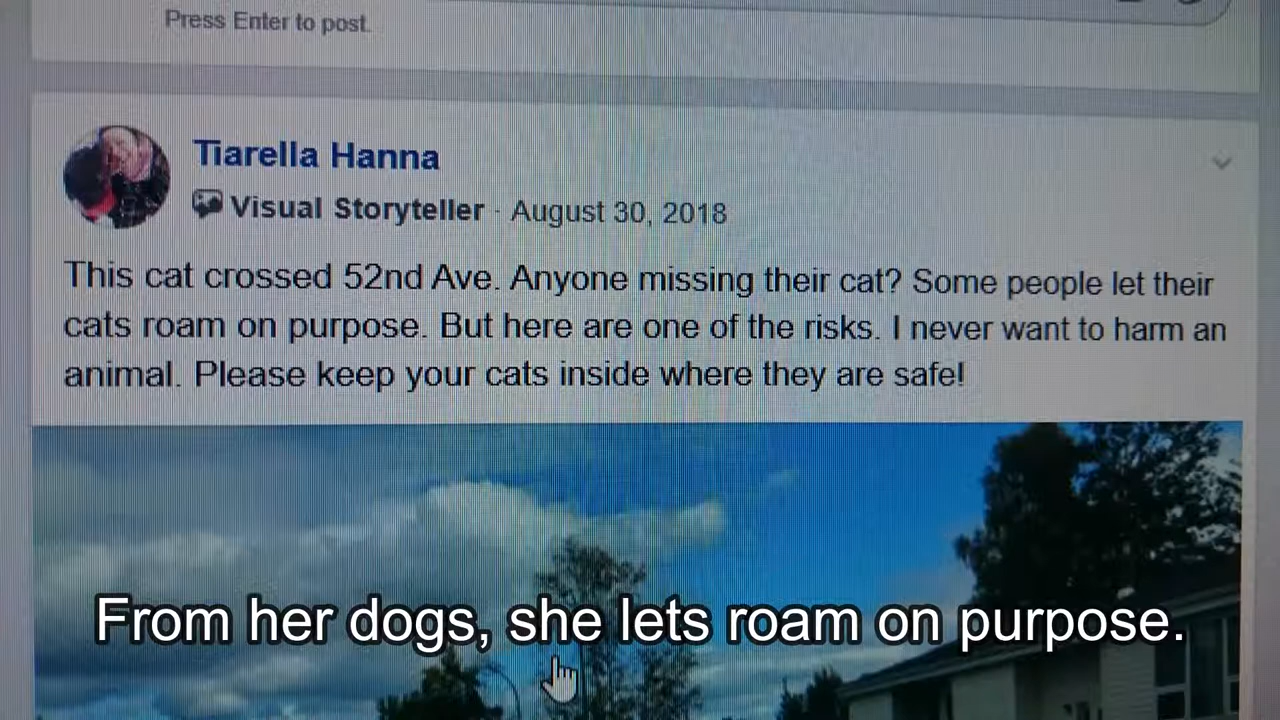 Press Enter to post.
Tiarella Hanna
Visual Storyteller · August 30, 2018
This cat crossed 52nd Ave. Anyone missing their cat? Some people let their
cats roam on purpose. But here are one of the risks. I never want to harm an
animal. Please keep your cats inside where they are safe!
From her dogs, she lets roam on purpose.